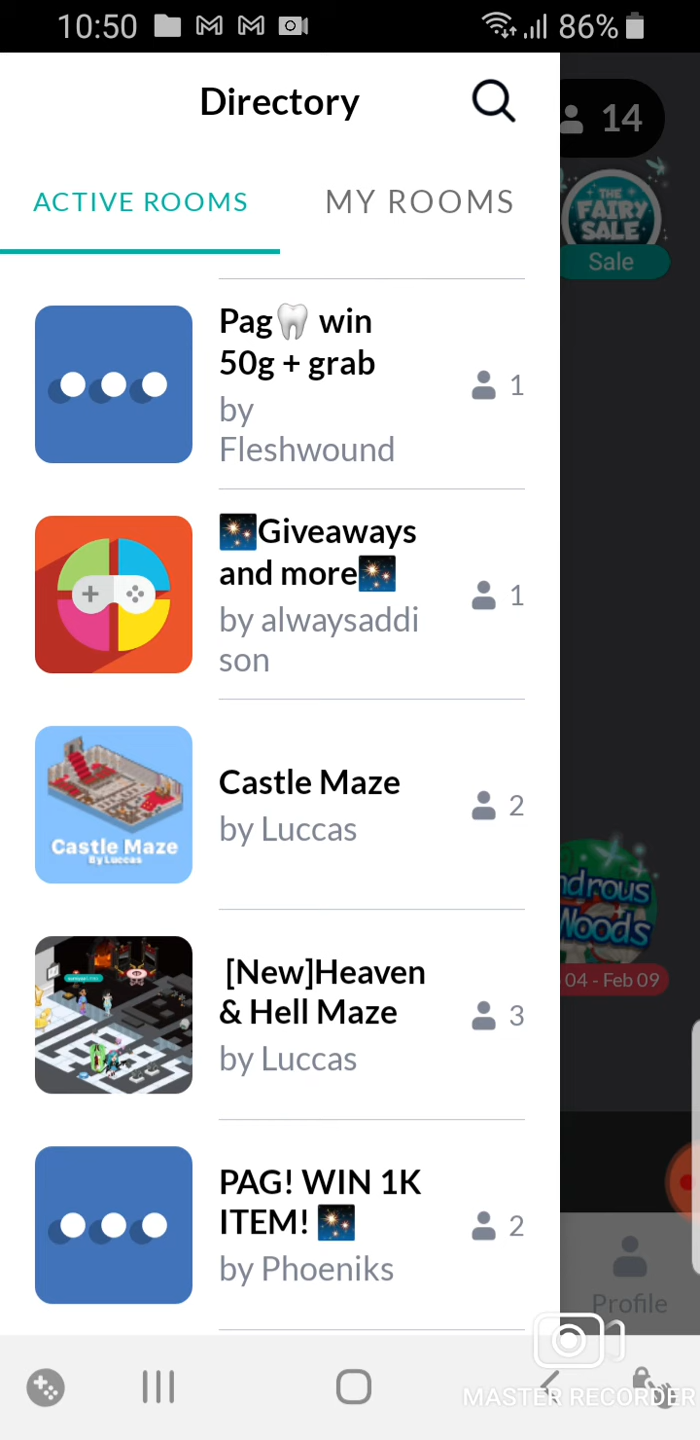 10:50 86%
Directory
14
ACTIVE ROOMS MY ROOMS
THE
FAIRY
SALE
Sale
Pag🦷 win
50g + grab
by
Fleshwound
1
🎇Giveaways
and more🎇
by alwaysaddi
son
1
Castle Maze
by Luccas
2
Castle Maze
By Luccas
ndrous
Woods
04 - Feb 09
[New]Heaven
& Hell Maze
by Luccas
3
PAG! WIN 1K
ITEM! 🎇
by Phoeniks
2
Profile
MASTER RECORDER